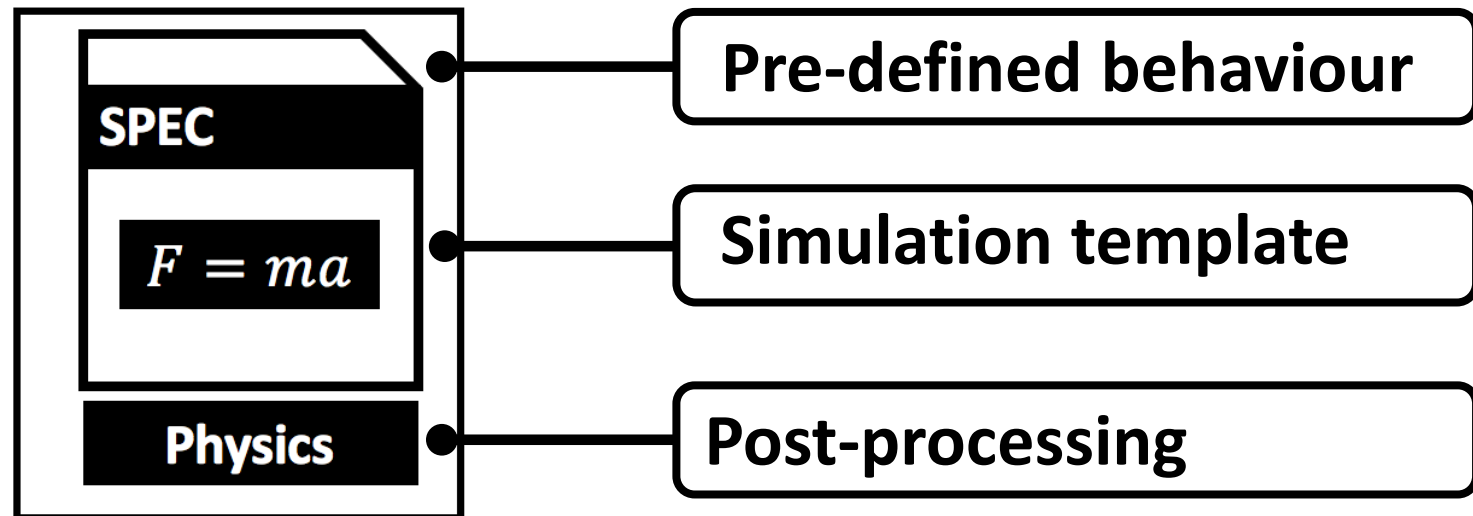 Pre-defined behaviour
SPEC
Simulation template
F = ma
Post-processing
Physics